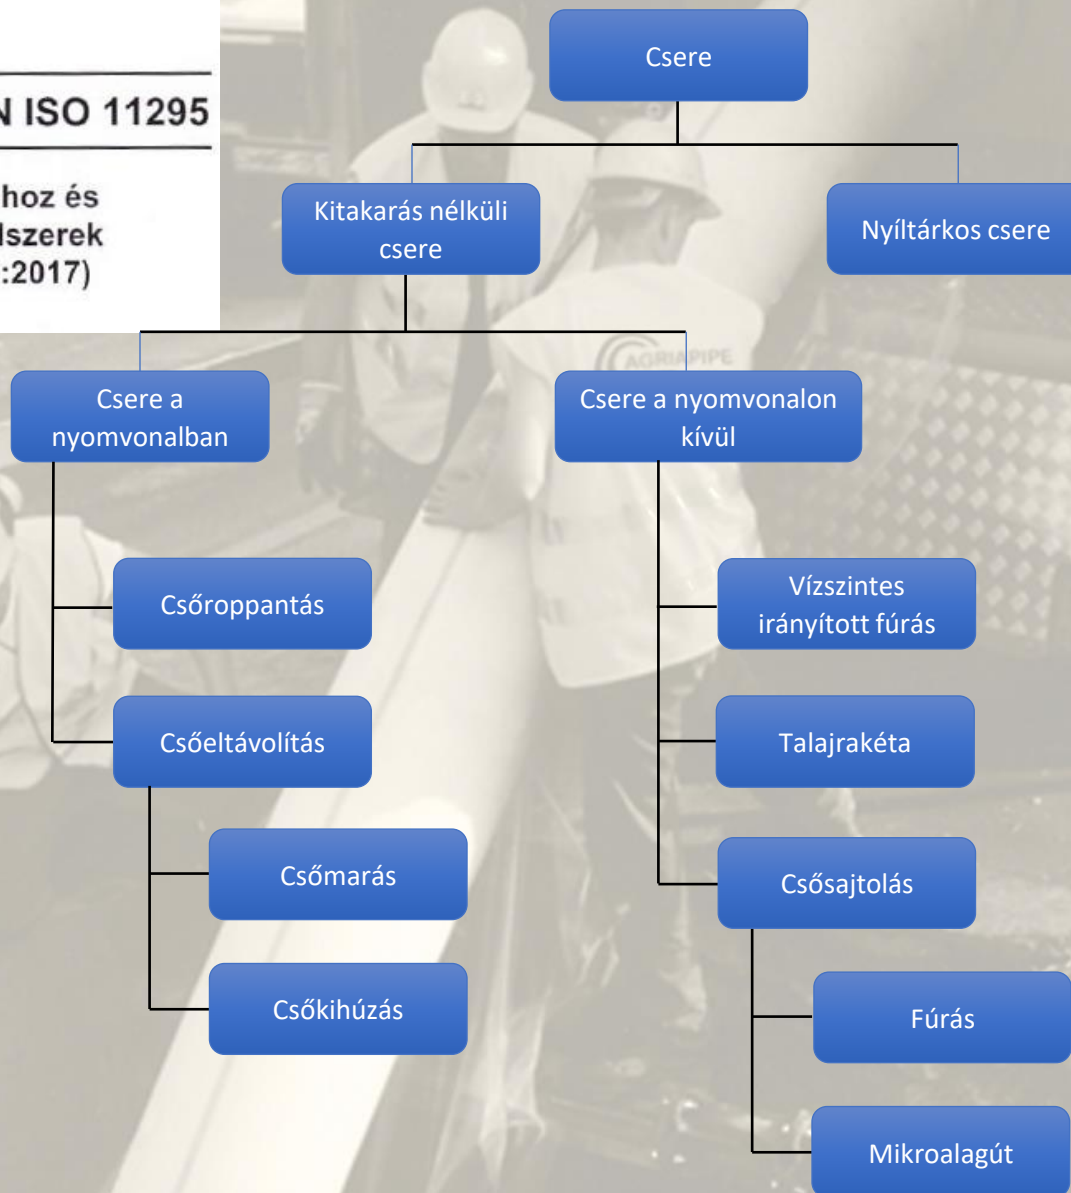 N ISO 11295
hoz és
lszerek
:2017)
Csere
Kitakarás nélküli
csere
Nyíltárkos csere
AGRIAPIPE
Csere a
nyomvonalban
Csere a nyomvonalon
kívül
Csőroppantás
Vízszintes
irányított fúrás
Csőeltávolítás
Talajrakéta
Csőmarás
Csősajtolás
Csőkihúzás
Fúrás
Mikroalagút